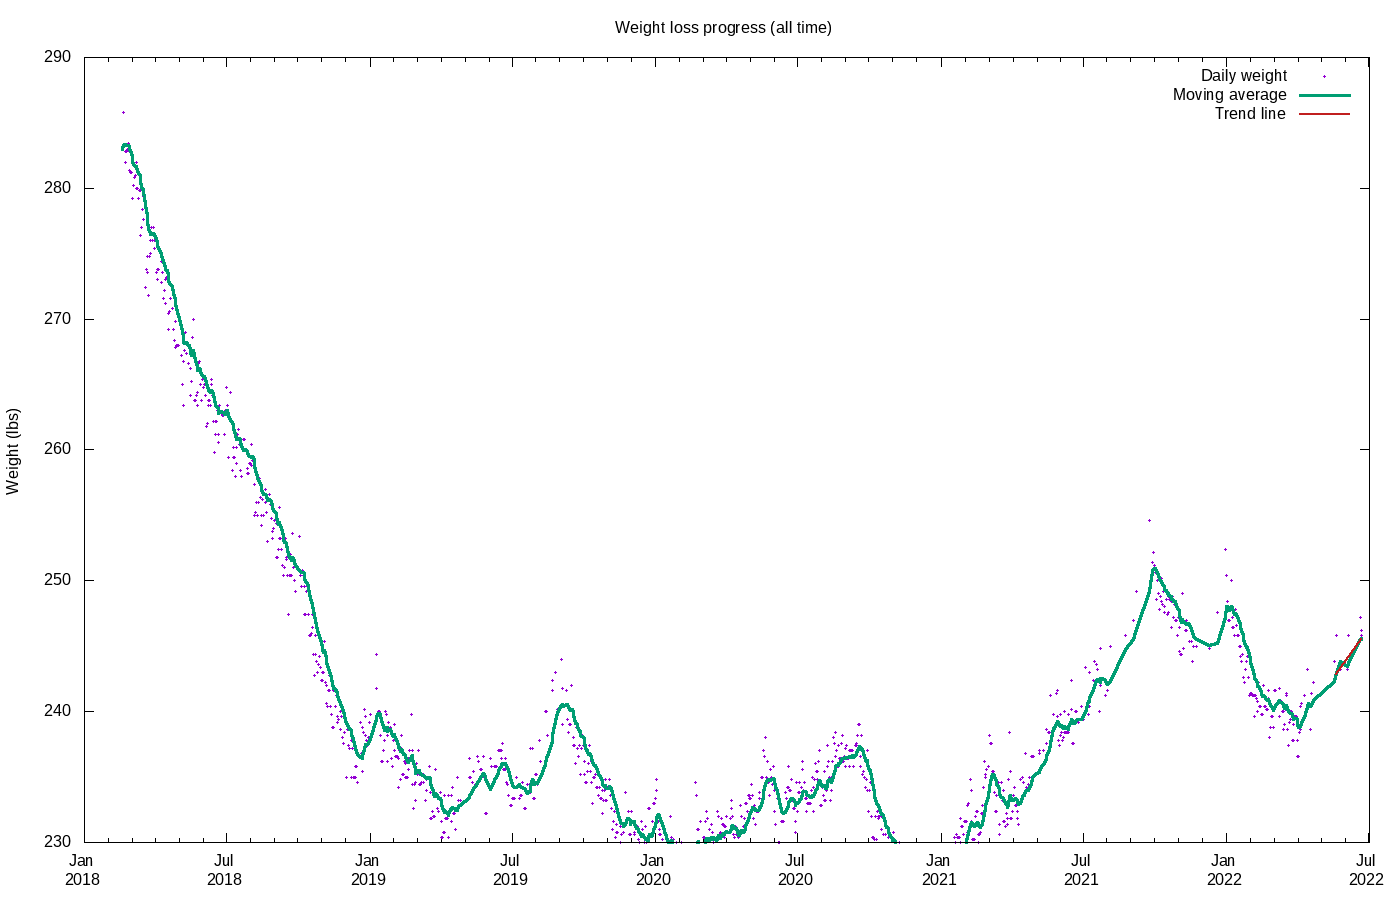 Weight loss progress (all time)
290
280
270
260
250
240
230
Weight (lbs)
Daily weight
Moving average
Trend line
Jan Jul Jan Jul Jan Jul Jan Jul Jan Jul
2018 2018 2019 2019 2020 2020 2021 2021 2022 2022